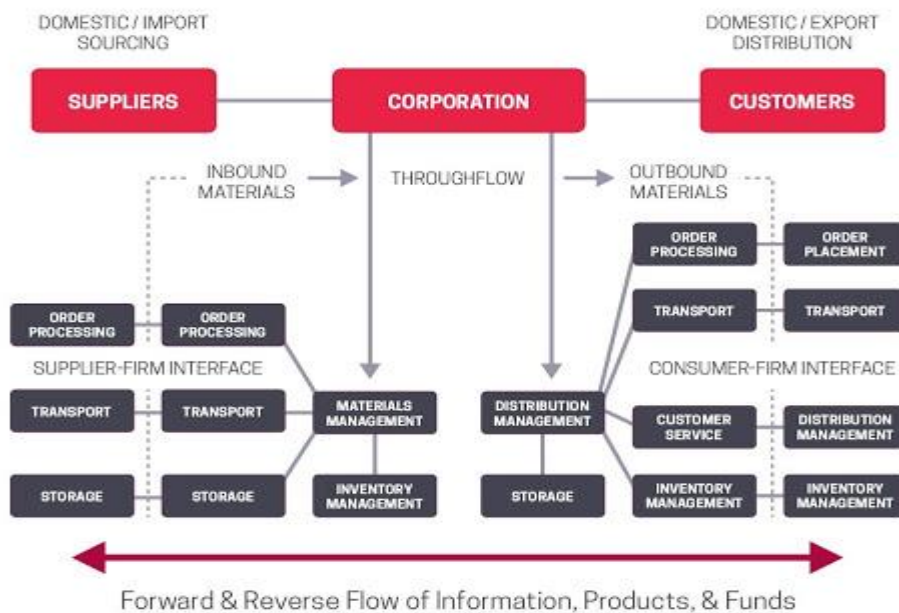 DOMESTIC / IMPORT
SOURCING
DOMESTIC / EXPORT
DISTRIBUTION
SUPPLIERS
CORPORATION
CUSTOMERS
INBOUND
MATERIALS
THROUGHFLOW
OUTBOUND
MATERIALS
ORDER
PROCESSING
ORDER
PLACEMENT
ORDER
PROCESSING
ORDER
PROCESSING
TRANSPORT
TRANSPORT
SUPPLIER-FIRM INTERFACE
CONSUMER-FIRM INTERFACE
TRANSPORT
TRANSPORT
MATERIALS
MANAGEMENT
DISTRIBUTION
MANAGEMENT
CUSTOMER
SERVICE
DISTRIBUTION
MANAGEMENT
STORAGE
STORAGE
INVENTORY
MANAGEMENT
STORAGE
INVENTORY
MANAGEMENT
INVENTORY
MANAGEMENT
Forward & Reverse Flow of Information, Products, & Funds